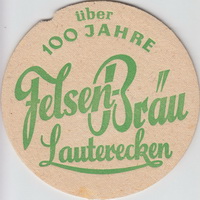 über
100 JAHRE
Felsen-Bräu
Lauterecken